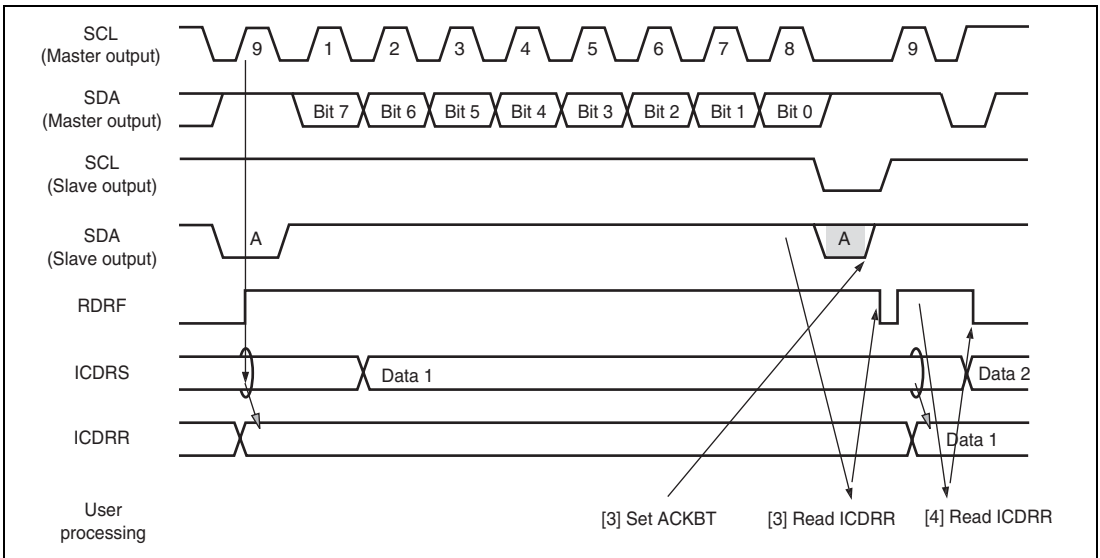 SCL
(Master output)
9 1 2 3 4 5 6 7 8 9
SDA
(Master output)
Bit 7 Bit 6 Bit 5 Bit 4 Bit 3 Bit 2 Bit 1 Bit 0
SCL
(Slave output)
SDA
(Slave output)
A A
RDRF
ICDRS
Data 1 Data 2
ICDRR
Data 1
User
processing
[3] Set ACKBT [3] Read ICDRR [4] Read ICDRR